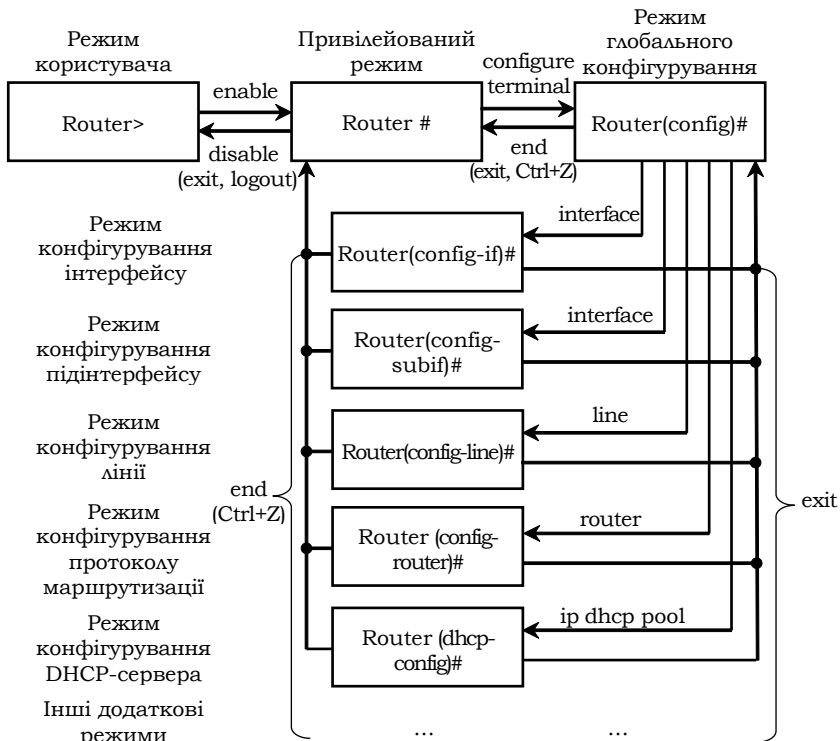 Режим
користувача
Привілейований
режим
Режим
глобального
конфігурування
enable
configure
terminal
Router>
Router #
Router(config)#
disable
(exit, logout)
end
(exit, Ctrl+Z)
Режим
конфігурування
інтерфейсу
Router(config-if)#
interface
Режим
конфігурування
підінтерфейсу
Router(config-
subif)#
interface
Режим
конфігурування
лінії
Router(config-line)#
line
end
(Ctrl+Z)
exit
Режим
конфігурування
протоколу
маршрутизації
Router (config-
router)#
router
Режим
конфігурування
DHCP-сервера
Router (dhcp-
config)#
ip dhcp pool
Інші додаткові
режими
...
...